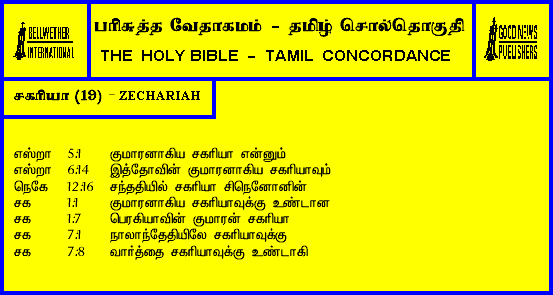 BELLWETHER
INTERNATIONAL
பரிசுத்த வேதாகமம் - தமிழ் சொல்தொகுதி
THE HOLY BIBLE - TAMIL CONCORDANCE
GOOD NEWS
PUBLISHERS
சகரியா (19) - ZECHARIAH
எஸ்றா 5:1 குமாரனாகிய சகரியா என்னும்
எஸ்றா 6:14 இத்தோவின் குமாரனாகிய சகரியாவும்
நெகே 12:16 சந்ததியில் சகரியா சிநெனோனின்
சக 1:1 குமாரனாகிய சகரியாவுக்கு உண்டான
சக 1:7 பெரகியாவின் குமாரன் சகரியா
சக 7:1 நாலாந்தேதியிலே சகரியாவுக்கு
சக 7:8 வார்த்தை சகரியாவுக்கு உண்டாகி